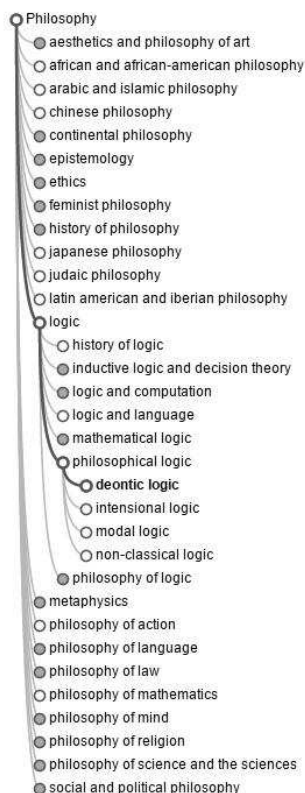 Philosophy
aesthetics and philosophy of art
african and african-american philosophy
arabic and islamic philosophy
chinese philosophy
continental philosophy
epistemology
ethics
feminist philosophy
history of philosophy
japanese philosophy
judaic philosophy
latin american and iberian philosophy
logic
history of logic
inductive logic and decision theory
logic and computation
logic and language
mathematical logic
philosophical logic
deontic logic
intensional logic
modal logic
non-classical logic
philosophy of logic
metaphysics
philosophy of action
philosophy of language
philosophy of law
philosophy of mathematics
philosophy of mind
philosophy of religion
philosophy of science and the sciences
social and political philosophy